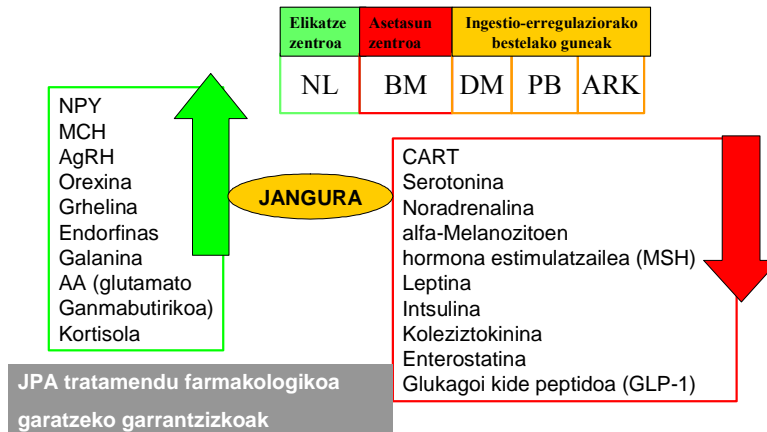 Elikatze
zentroa
Asetasun
zentroa
Ingestio-erregulaziorako
bestelako guneak
NL
BM
DM
PB
ARK
NPY
MCH
AgRH
Orexina
Grhelina
Endorfinas
Galanina
AA (glutamato
Ganmabutirikoa)
Kortisola
JANGURA
CART
Serotonina
Noradrenalina
alfa-Melanozitoen
hormona estimulatzailea (MSH)
Leptina
Intsulina
Koleziztokinina
Enterostatina
Glukagoi kide peptidoa (GLP-1)
JPA tratamendu farmakologikoa
garatzeko garrantzizkoak